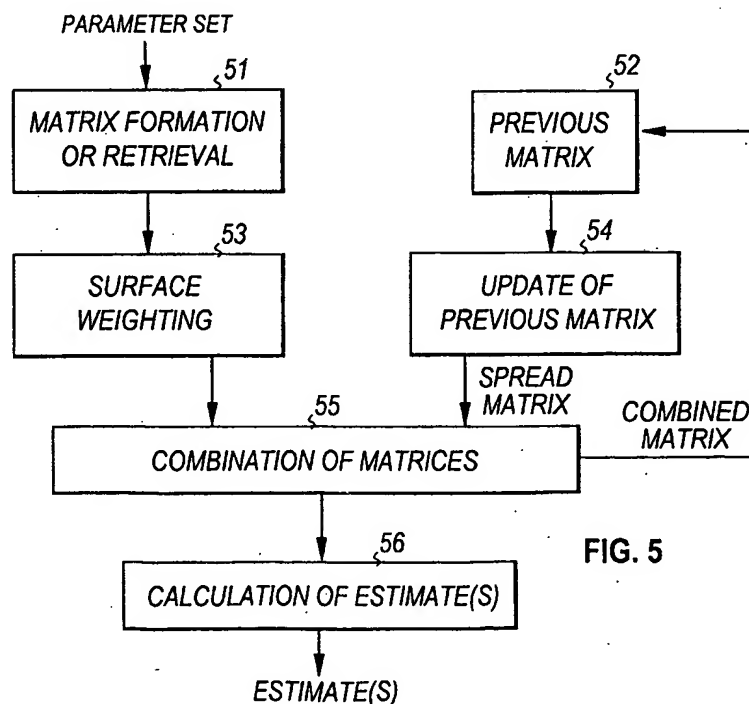 PARAMETER SET
51
MATRIX FORMATION
OR RETRIEVAL
52
PREVIOUS
MATRIX
53
SURFACE
WEIGHTING
54
UPDATE OF
PREVIOUS MATRIX
SPREAD
MATRIX
COMBINED
MATRIX
55
COMBINATION OF MATRICES
FIG. 5
56
CALCULATION OF ESTIMATE(S)
ESTIMATE(S)